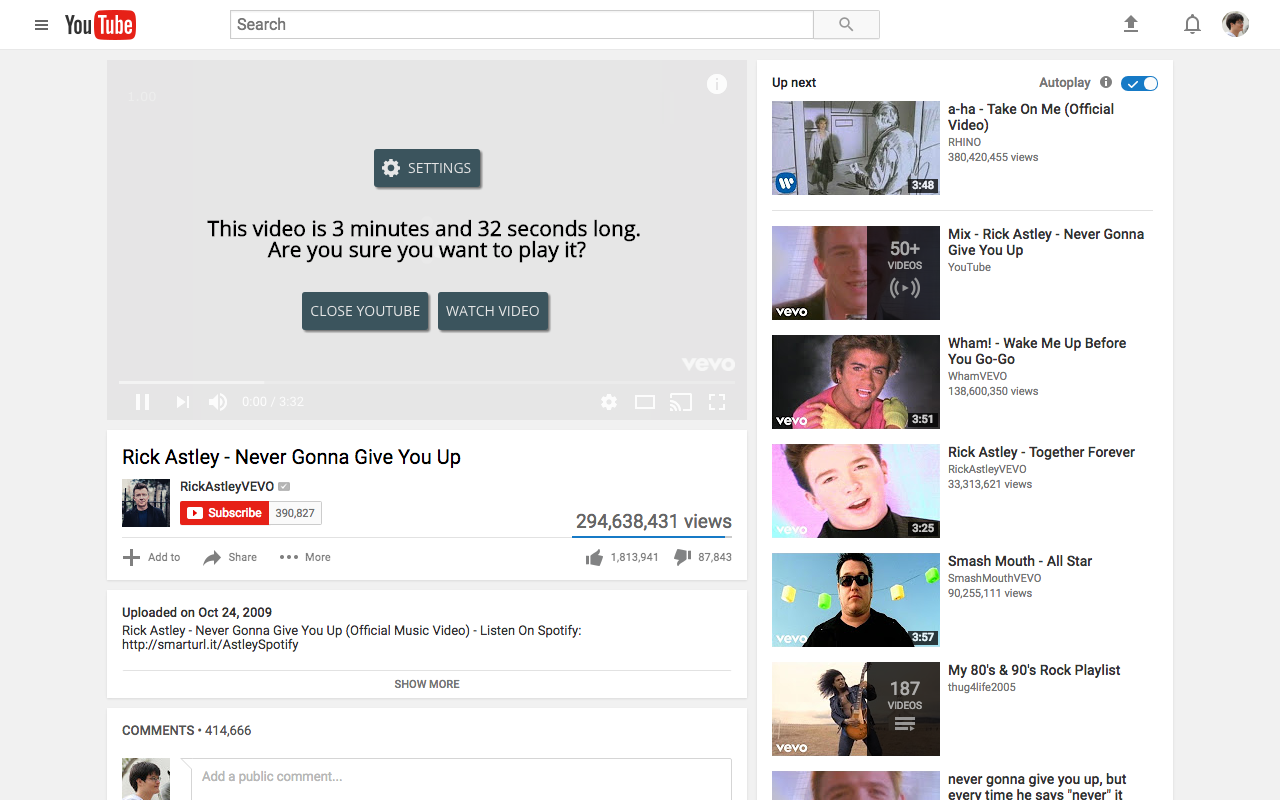 YouTube
Search
1.00
SETTINGS
This video is 3 minutes and 32 seconds long.
Are you sure you want to play it?
CLOSE YOUTUBE
WATCH VIDEO
vevo
0:00 / 3:32
Rick Astley - Never Gonna Give You Up
RickAstleyVEVO
Subscribe
390,827
294,638,431 views
Add to
Share
More
1,813,941
87,843
Uploaded on Oct 24, 2009
Rick Astley - Never Gonna Give You Up (Official Music Video) - Listen On Spotify:
http://smarturl.it/AstleySpotify
SHOW MORE
COMMENTS • 414,666
Add a public comment...
Up next
Autoplay
a-ha - Take On Me (Official
Video)
RHINO
380,420,455 views
3:48
Mix - Rick Astley - Never Gonna
Give You Up
YouTube
50+
VIDEOS
vevo
Wham! - Wake Me Up Before
You Go-Go
WhamVEVO
138,600,350 views
vevo
3:51
Rick Astley - Together Forever
RickAstleyVEVO
33,313,621 views
vevo
3:25
Smash Mouth - All Star
SmashMouthVEVO
90,255,111 views
vevo
3:57
My 80's & 90's Rock Playlist
thug4life2005
187
VIDEOS
vevo
never gonna give you up, but
every time he says "never" it